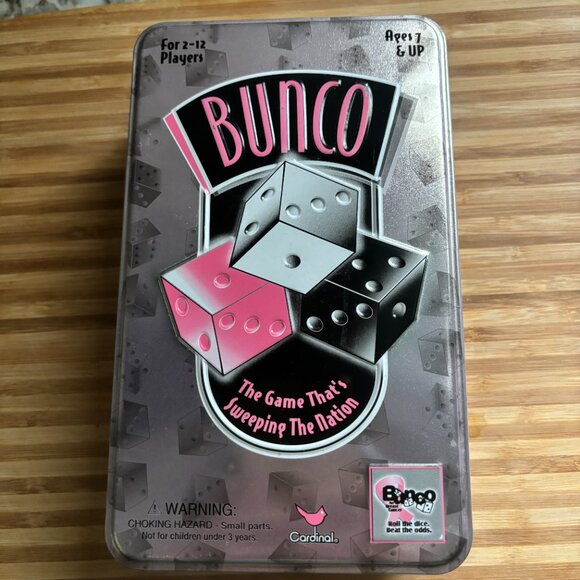 For 2-12
Players
Ages 7
& UP
BUNCO
The Game That's
Sweeping The Nation
WARNING:
CHOKING HAZARD - Small parts.
Not for children under 3 years.
Cardinal®
Bunco
Roll the dice.
Beat the odds.